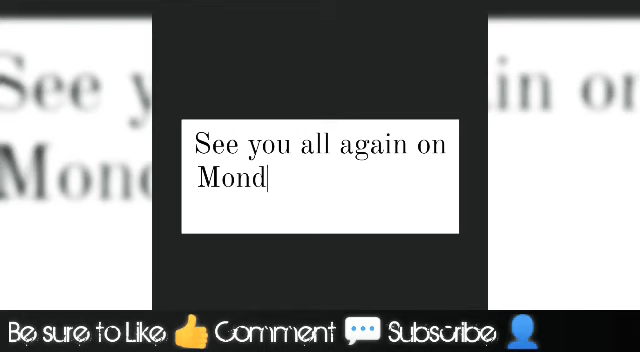 See you all again on
Mond
Be sure to Like 👍 Comment 💬 Subscribe 👤